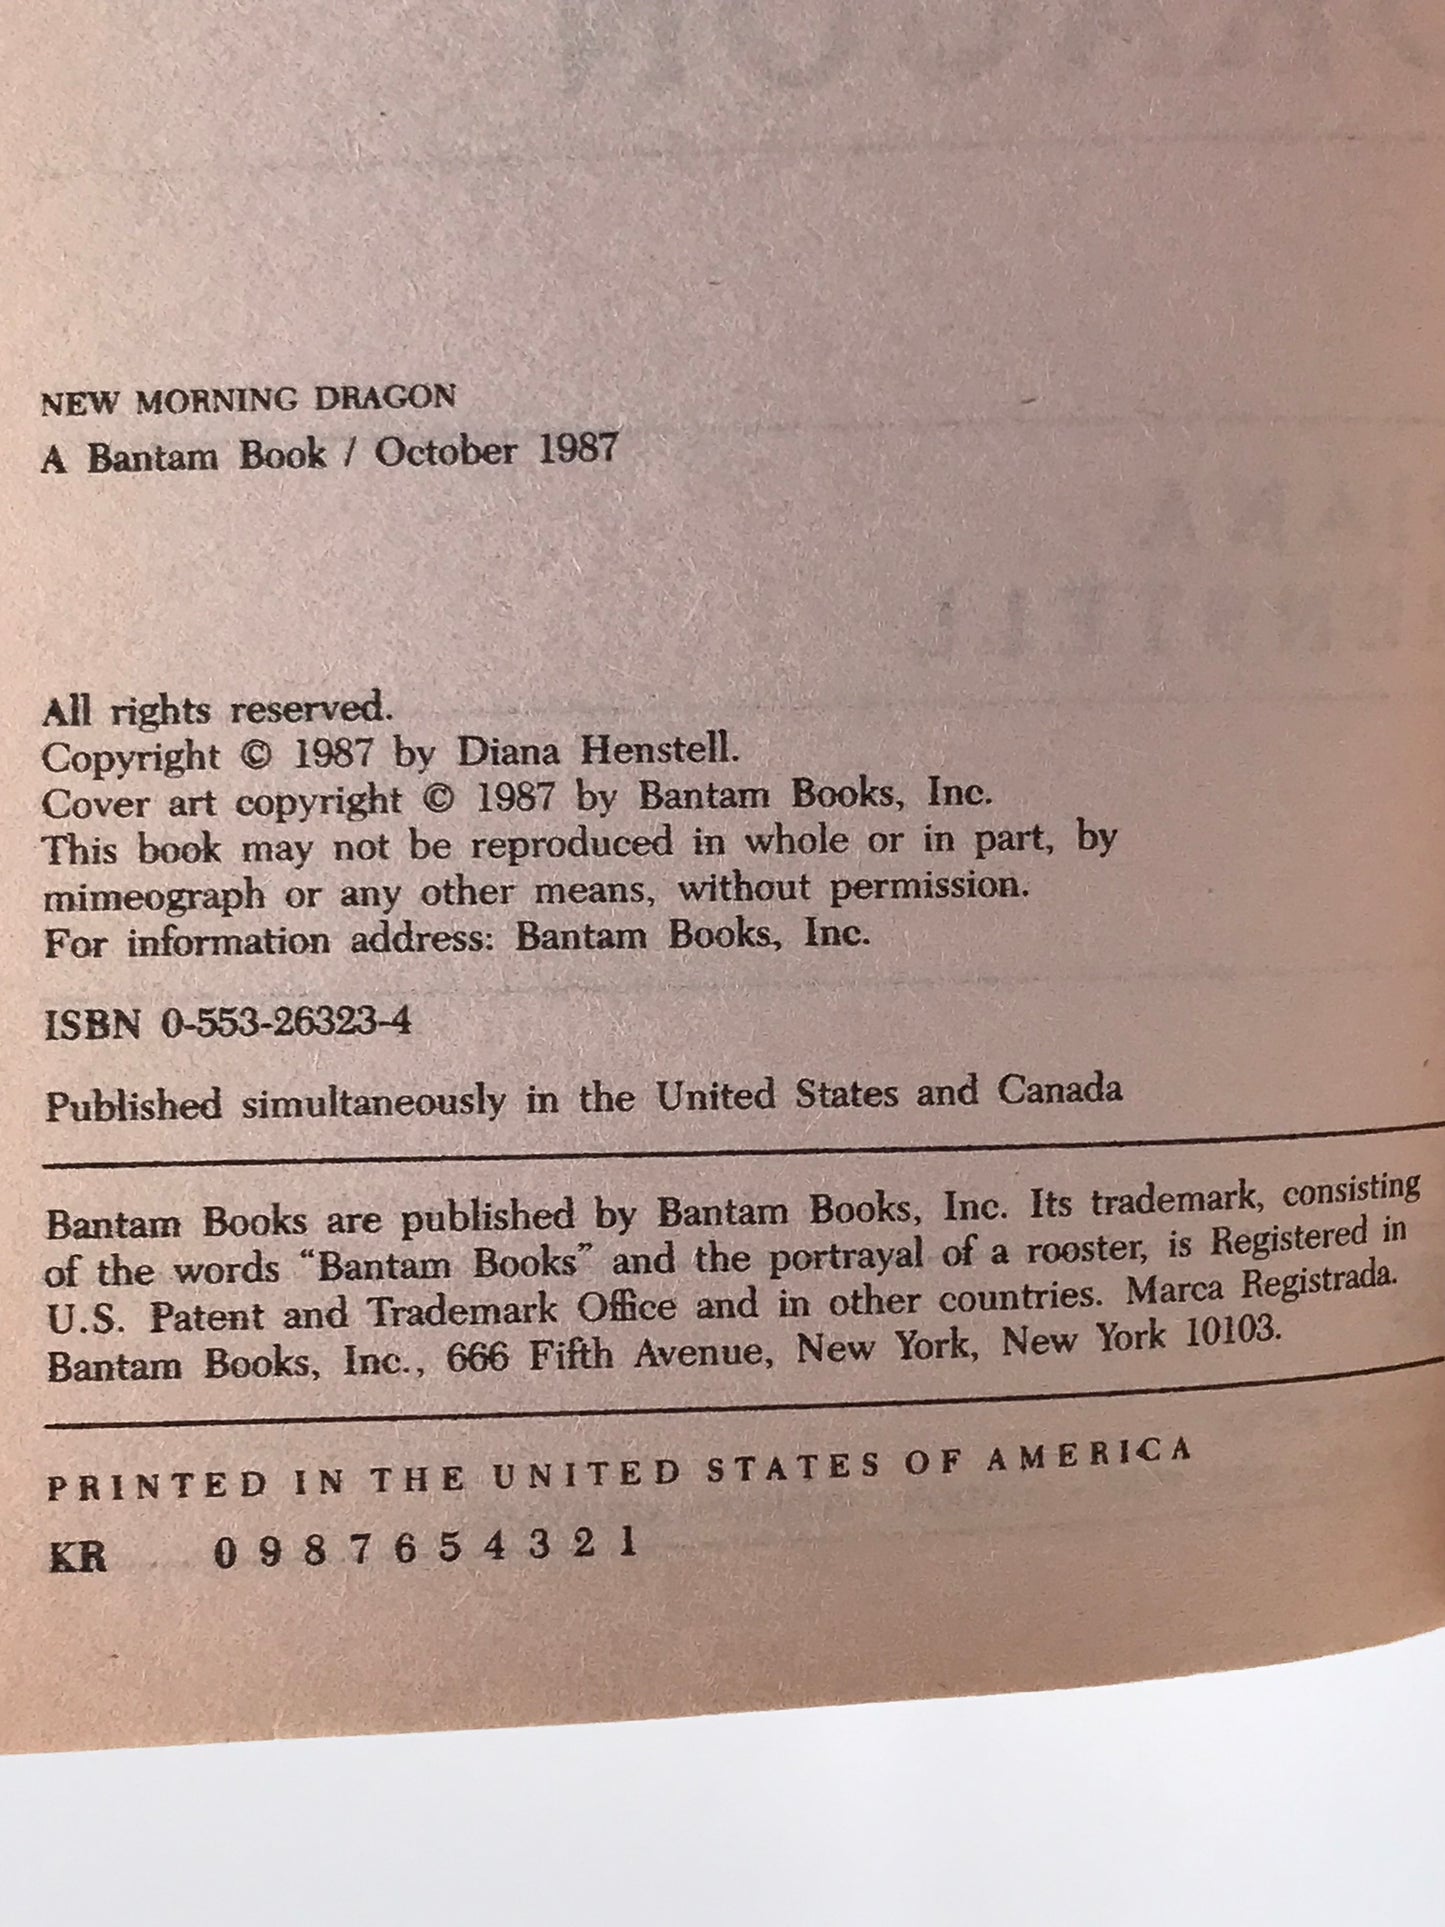 NEW MORNING DRAGON
A Bantam Book / October 1987
All rights reserved.
Copyright © 1987 by Diana Henstell.
Cover art copyright © 1987 by Bantam Books, Inc.
This book may not be reproduced in whole or in part, by
mimeograph or any other means, without permission.
For information address: Bantam Books, Inc.
ISBN 0-553-26323-4
Published simultaneously in the United States and Canada
Bantam Books are published by Bantam Books, Inc. Its trademark, consisting
of the words “Bantam Books” and the portrayal of a rooster, is Registered in
U.S. Patent and Trademark Office and in other countries. Marca Registrada.
Bantam Books, Inc., 666 Fifth Avenue, New York, New York 10103.
PRINTED IN THE UNITED STATES OF AMERICA
KR 0 9 8 7 6 5 4 3 2 1